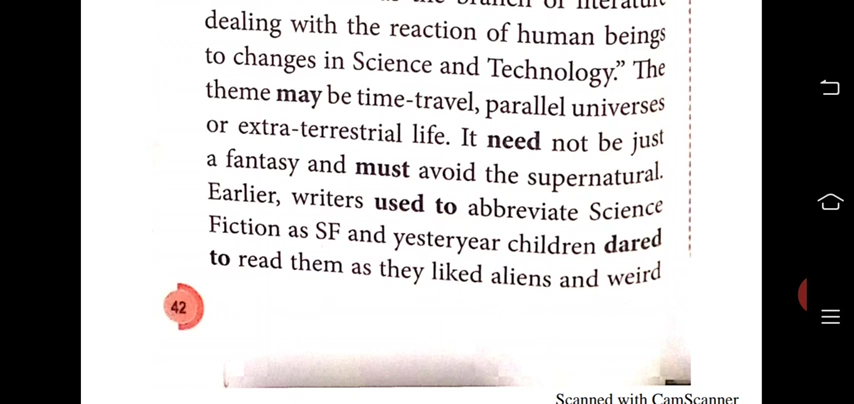 dealing with the reaction of human beings
to changes in Science and Technology.” The
theme may be time-travel, parallel universes
or extra-terrestrial life. It need not be just
a fantasy and must avoid the supernatural.
Earlier, writers used to abbreviate Science
Fiction as SF and yesteryear children dared
to read them as they liked aliens and weird
42
Scanned with CamScanner